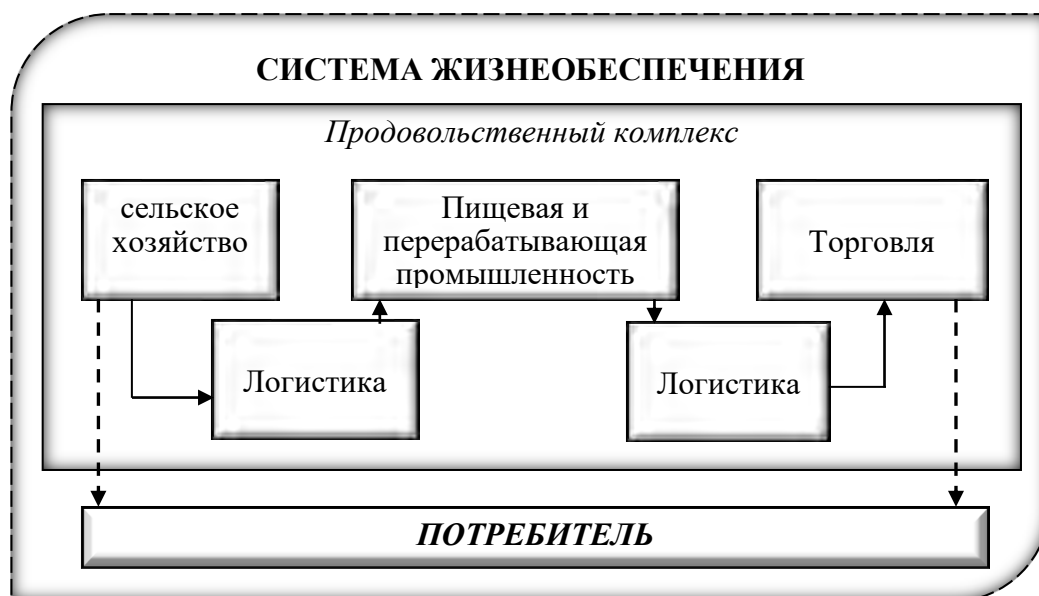 СИСТЕМА ЖИЗНЕОБЕСПЕЧЕНИЯ
Продовольственный комплекс
сельское
хозяйство
Пищевая и
перерабатывающая
промышленность
Торговля
Логистика
Логистика
ПОТРЕБИТЕЛЬ